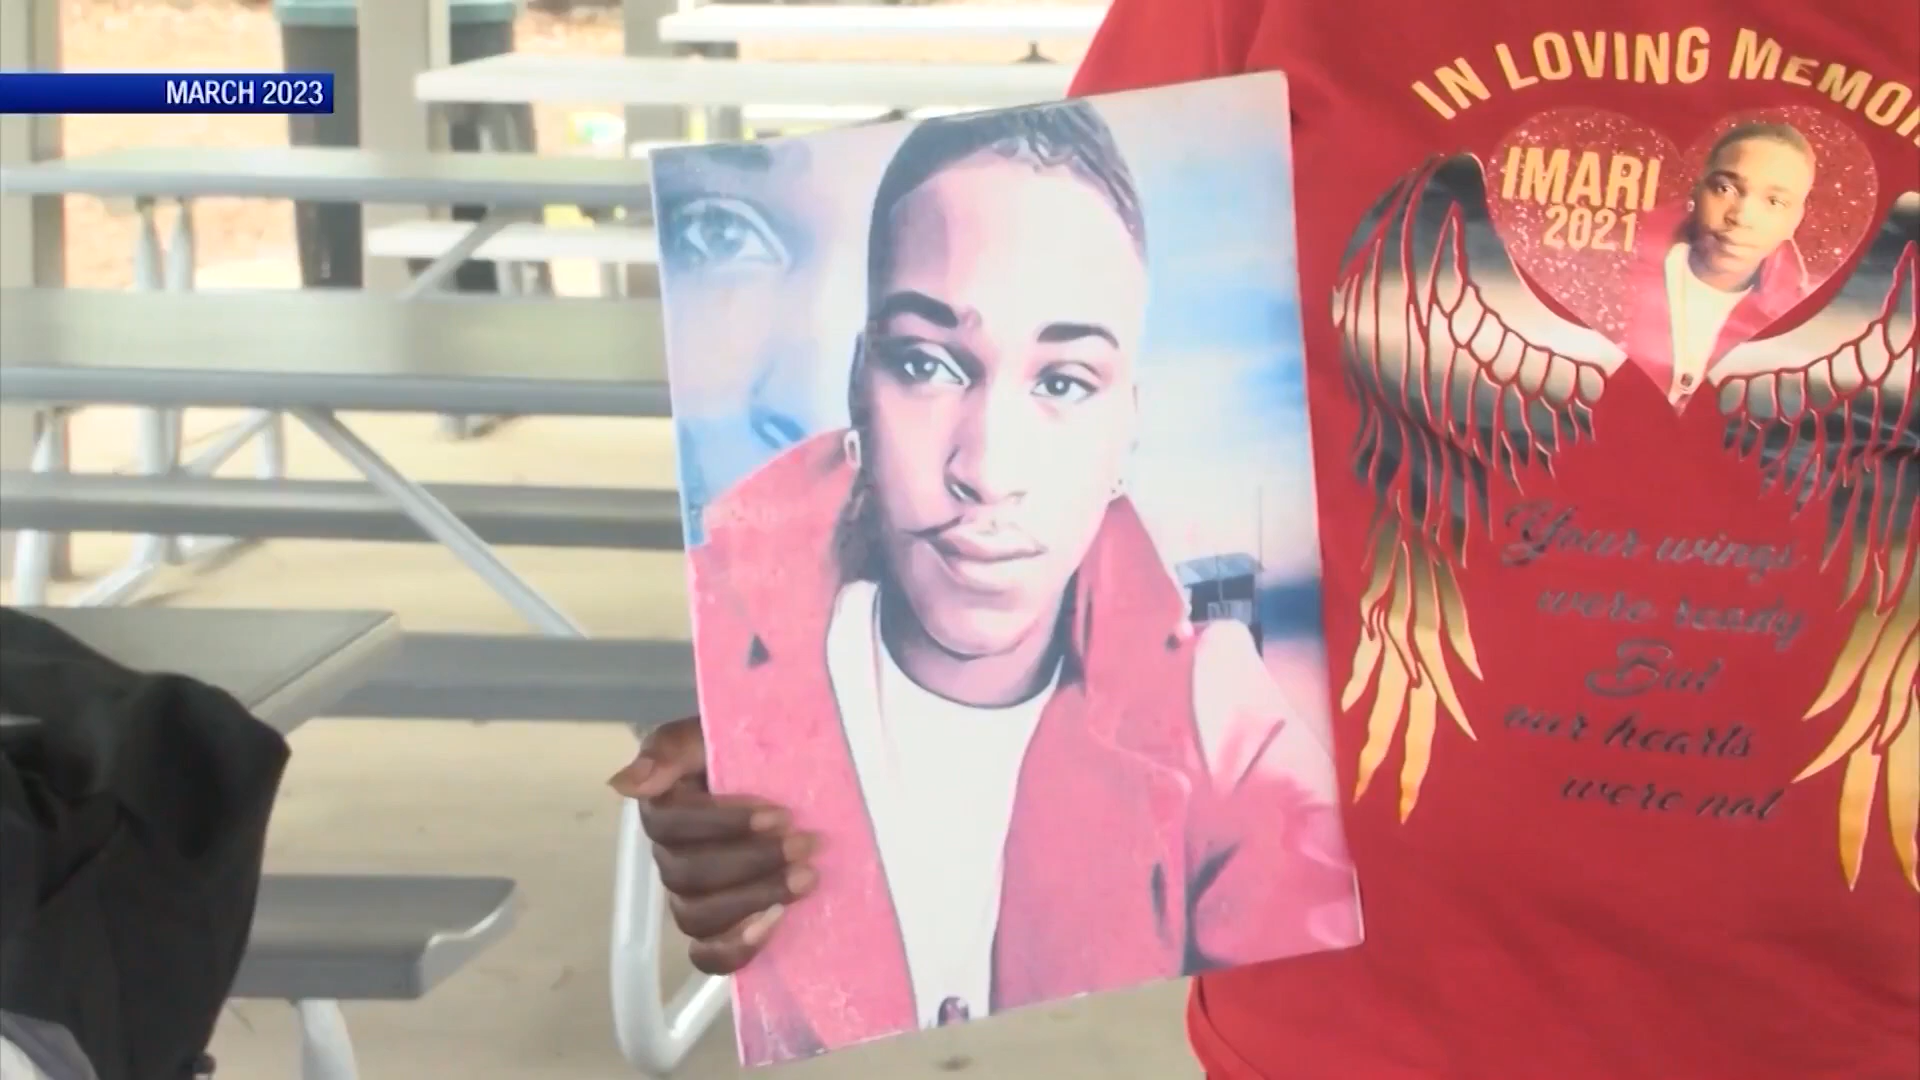 MARCH 2023
IN LOVING MEMO
IMARI
2021
Your wings
were ready
But
our hearts
were not